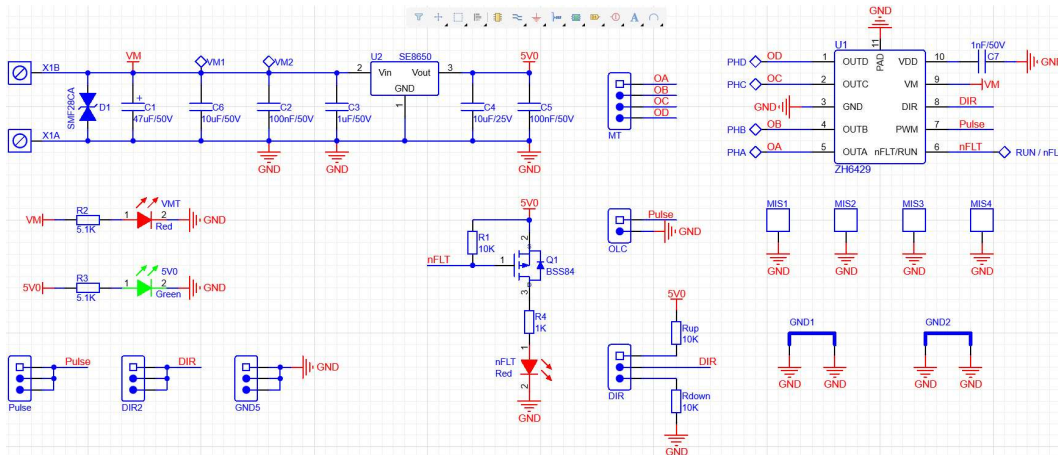 X1B
X1A
SMF28CA
D1
VM
+
C1
47uF/50V
VM1
C6
10uF/50V
VM2
C2
100nF/50V
GND
C3
1uF/50V
GND
U2 SE8650
2 Vin Vout 3
GND
1
C4
10uF/25V
5V0
C5
100nF/50V
GND
OA
OB
OC
OD
MT
GND
11
U1
PAD
PHD OD 1 OUTD VDD 10
1nF/50V
C7
GND
PHC OC 2 OUTC VM 9 VM
GND 3 GND DIR 8 DIR
PHB OB 4 OUTB PWM 7 Pulse
PHA OA 5 OUTA nFLT/RUN 6 nFLT
RUN / nFL
ZH6429
VM
R2
5.1K
1 2
VMT
Red
GND
5V0
R3
5.1K
1 2
5V0
Green
GND
5V0
R1
10K
nFLT
1
2
S
Q1
BSS84
D
3
R4
1K
1
nFLT
Red
2
GND
Pulse
GND
OLC
MIS1
GND
MIS2
GND
MIS3
GND
MIS4
GND
Pulse
Pulse
DIR
DIR2
GND
GND5
5V0
Rup
10K
DIR
DIR
Rdown
10K
GND
GND1
GND GND
GND2
GND GND